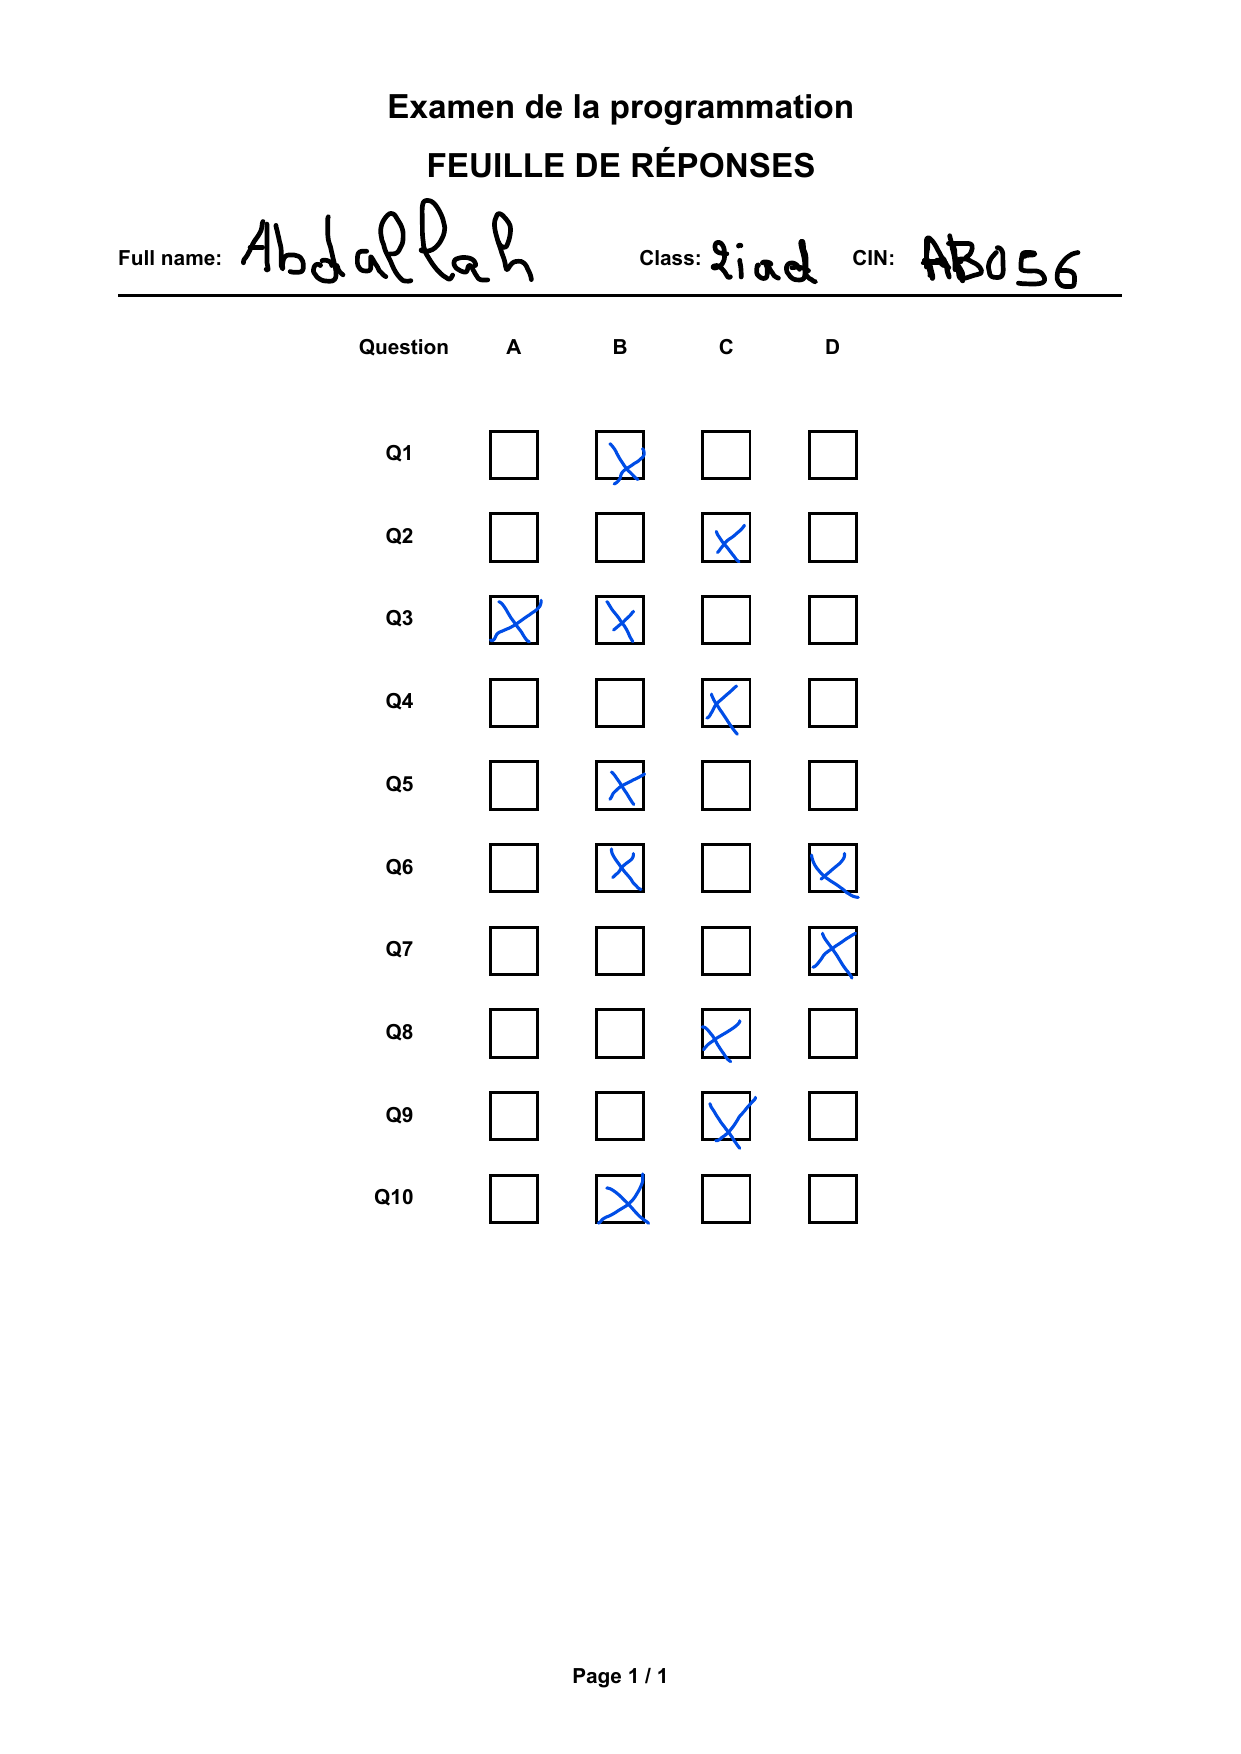 Examen de la programmation
FEUILLE DE RÉPONSES
Full name: Abdallah Class: 2iad CIN: AB056
Question A B C D
Q1
Q2
Q3
Q4
Q5
Q6
Q7
Q8
Q9
Q10
Page 1 / 1